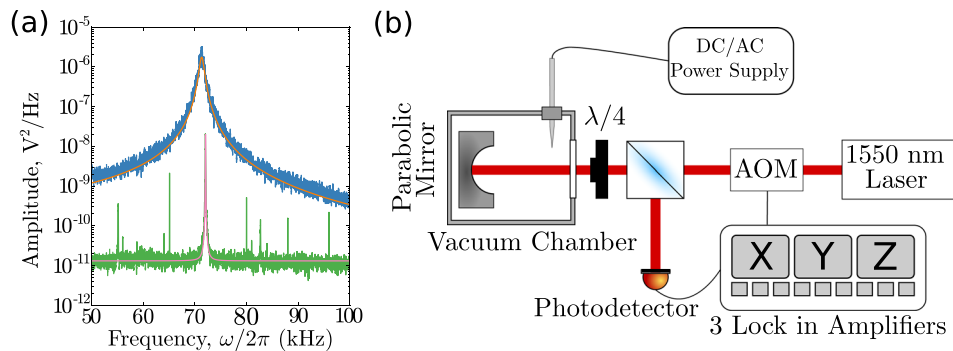 (a)
10⁻⁵
10⁻⁶
10⁻⁷
10⁻⁸
10⁻⁹
10⁻¹⁰
10⁻¹¹
10⁻¹²
Amplitude, V²/Hz
50 60 70 80 90 100
Frequency, ω/2π (kHz)
(b)
DC/AC
Power Supply
λ/4
Parabolic
Mirror
AOM
1550 nm
Laser
Vacuum Chamber
X Y Z
Photodetector
3 Lock in Amplifiers